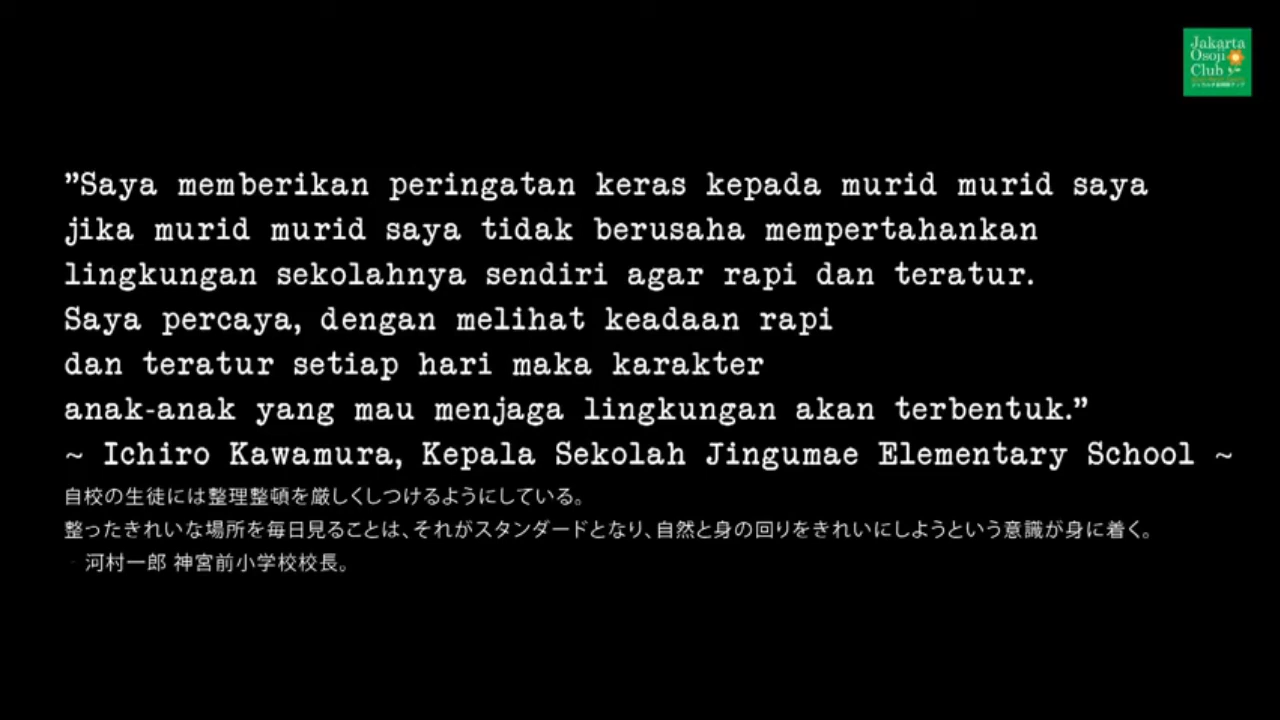 Jakarta
Osoji
Club
"Saya memberikan peringatan keras kepada murid murid saya
jika murid murid saya tidak berusaha mempertahankan
lingkungan sekolahnya sendiri agar rapi dan teratur.
Saya percaya, dengan melihat keadaan rapi
dan teratur setiap hari maka karakter
anak-anak yang mau menjaga lingkungan akan terbentuk."
~ Ichiro Kawamura, Kepala Sekolah Jingumae Elementary School ~
自校の生徒には整理整頓を厳しくしつけるようにしている。
整ったきれいな場所を毎日見ることは、それがスタンダードとなり、自然と身の回りをきれいにしようという意識が身に着く。
- 河村一郎 神宮前小学校校長。